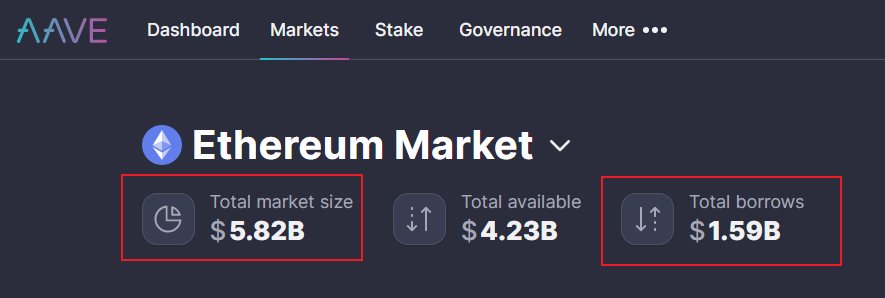 AAVE Dashboard Markets Stake Governance More •••
Ethereum Market
Total market size Total available Total borrows
$5.82B $4.23B $1.59B